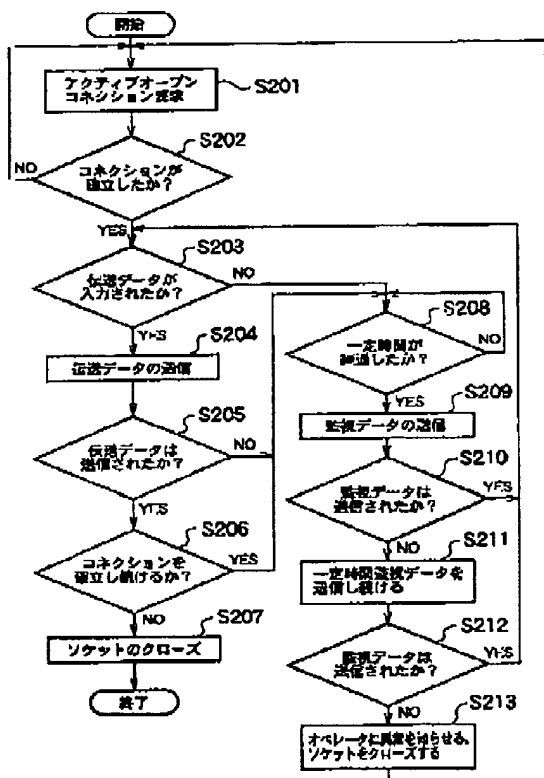 開始
アクティブオープン
コネクション要求
S201
S202
コネクションが
確立したか？
NO
YES
S203
伝送データが
入力されたか？
NO
YES
S204
伝送データの送信
S205
伝送データは
送信されたか？
NO
YES
S206
コネクションを
確立し続けるか？
YES
NO
S207
ソケットのクローズ
終了
S208
一定時間が
経過したか？
NO
YES
S209
監視データの送信
S210
監視データは
送信されたか？
YES
NO
S211
一定時間監視データを
送信し続ける
S212
監視データは
送信されたか？
YES
NO
S213
オペレータに異常を知らせる、
ソケットをクローズする